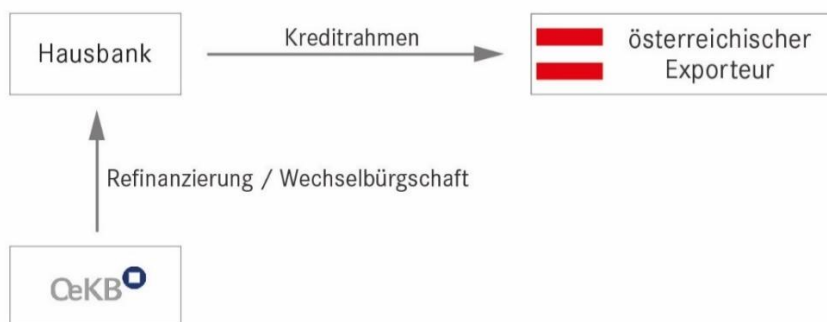 Hausbank
Kreditrahmen
österreichischer
Exporteur
Refinanzierung / Wechselbürgschaft
OeKB